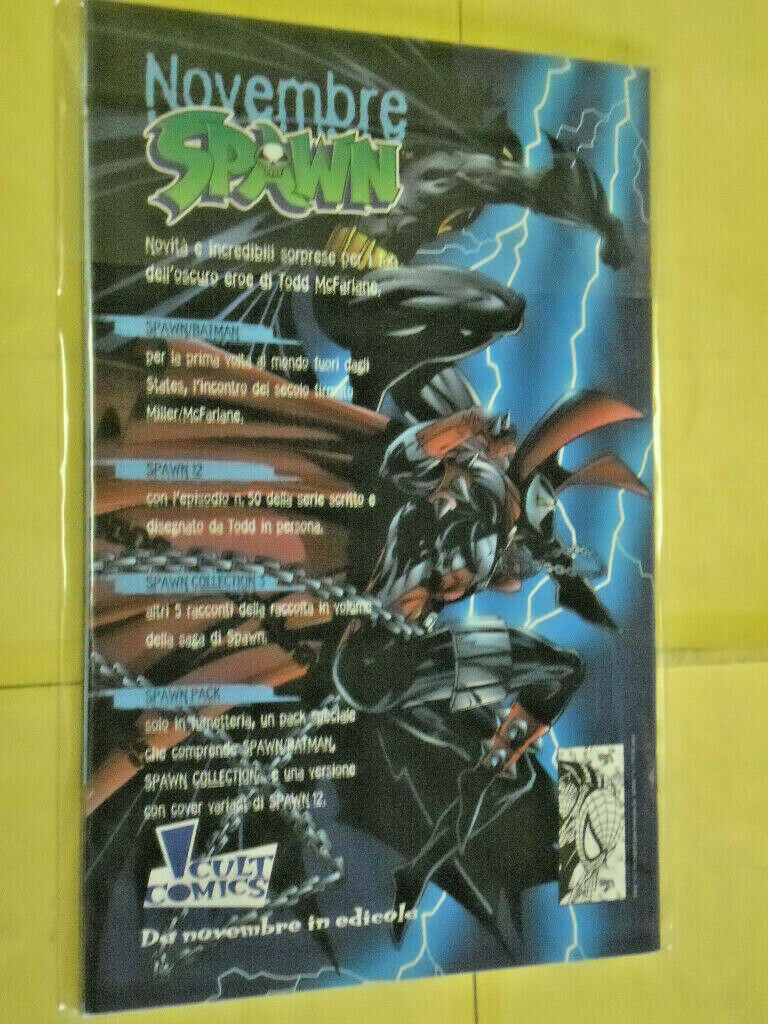 Novembre
SPAWN
Novità e incredibili sorprese per i fan
dell'oscuro eroe di Todd McFarlane.
SPAWN/BATMAN
per la prima volta al mondo fuori dagli
States, l'incontro del secolo firmato
Miller/McFarlane.
SPAWN 12
con l'episodio n. 50 della serie scritto e
disegnato da Todd in persona.
SPAWN COLLECTION 3
altri 5 racconti della raccolta in volume
della saga di Spawn.
SPAWN PACK
solo in fumetteria, un pack speciale
che comprende SPAWN/BATMAN,
SPAWN COLLECTION e una versione
con cover variant di SPAWN 12.
CULT
COMICS
Da novembre in edicola